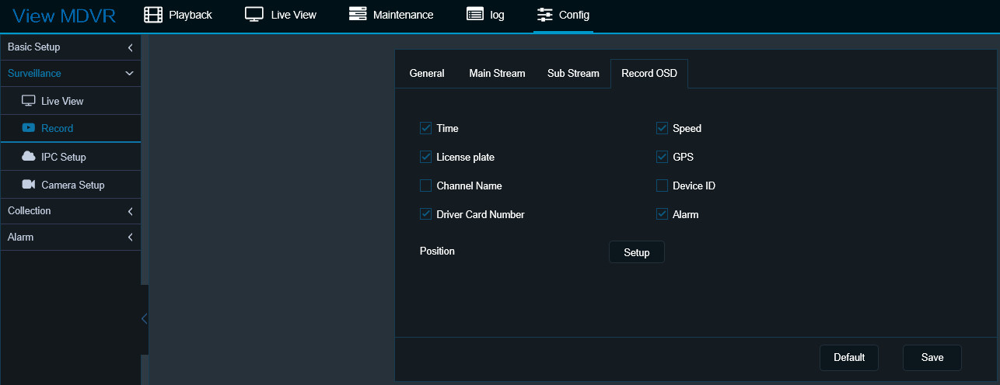 View MDVR
Playback
Live View
Maintenance
log
Config
Basic Setup
Surveillance
Live View
Record
IPC Setup
Camera Setup
Collection
Alarm
General
Main Stream
Sub Stream
Record OSD
Time
Speed
License plate
GPS
Channel Name
Device ID
Driver Card Number
Alarm
Position
Setup
Default
Save